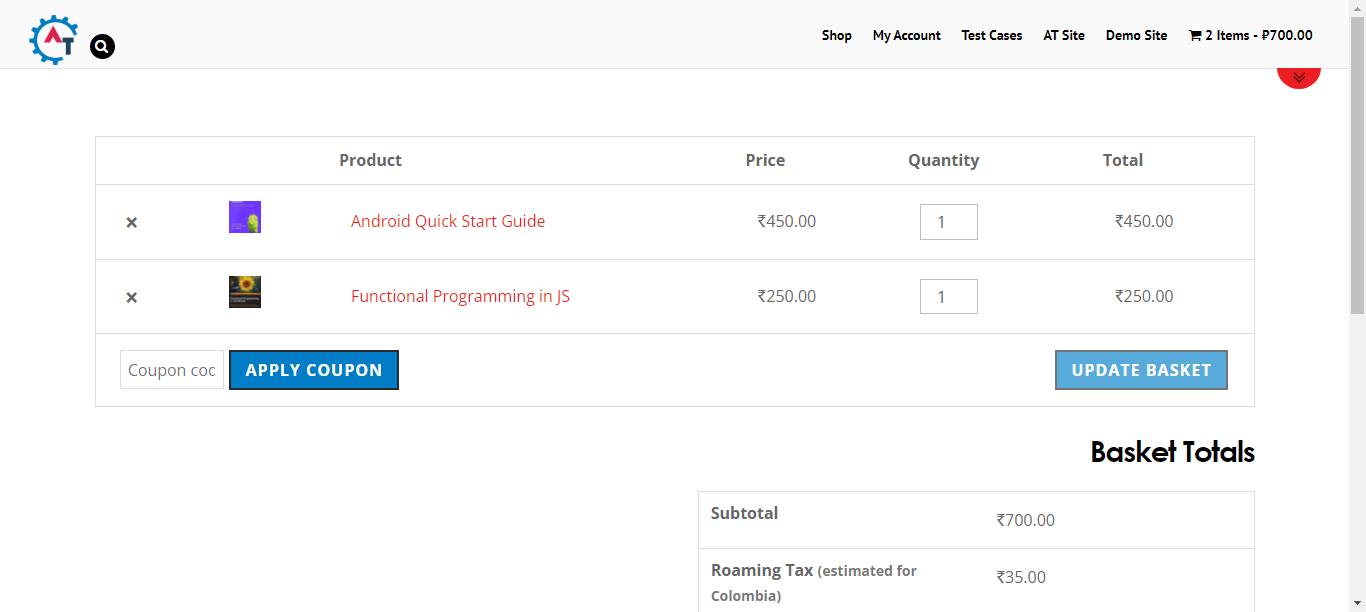 AT
Shop My Account Test Cases AT Site Demo Site 2 Items - ₽700.00
Product Price Quantity Total
× Android Quick Start Guide ₹450.00 1 ₹450.00
× Functional Programming in JS ₹250.00 1 ₹250.00
Coupon coc APPLY COUPON UPDATE BASKET
Basket Totals
Subtotal ₹700.00
Roaming Tax (estimated for
Colombia) ₹35.00